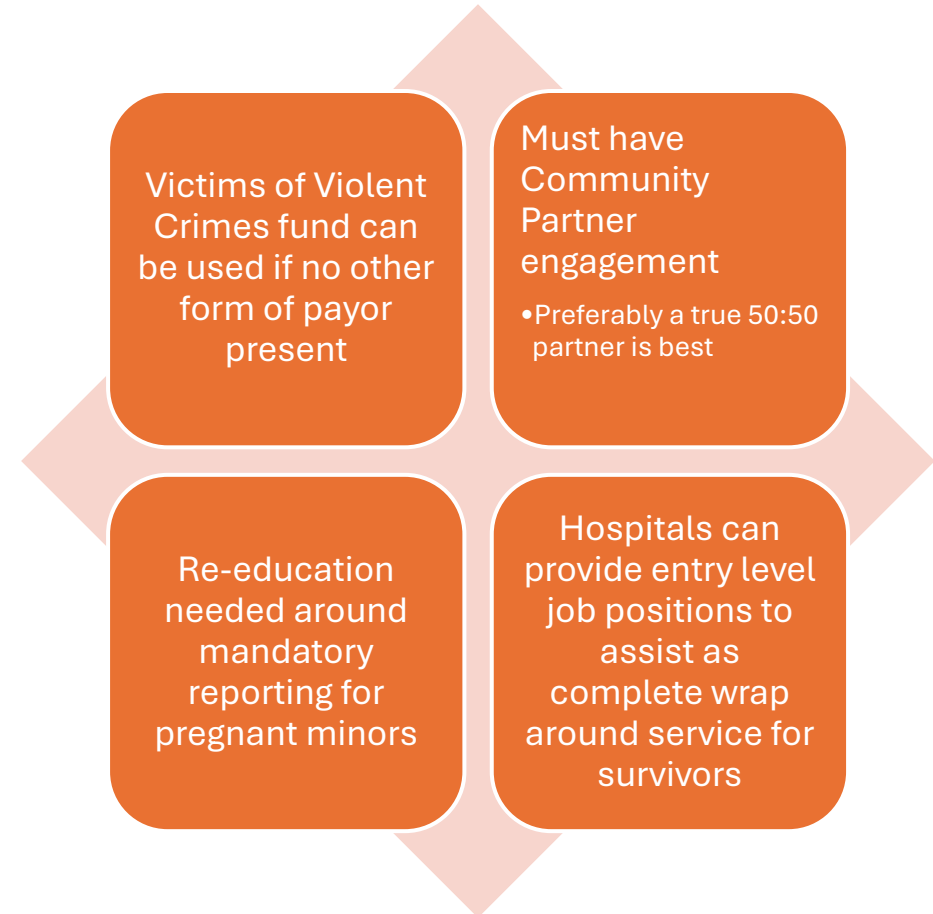 Victims of Violent
Crimes fund can
be used if no other
form of payor
present
Must have
Community
Partner
engagement
•Preferably a true 50:50
partner is best
Re-education
needed around
mandatory
reporting for
pregnant minors
Hospitals can
provide entry level
job positions to
assist as
complete wrap
around service for
survivors